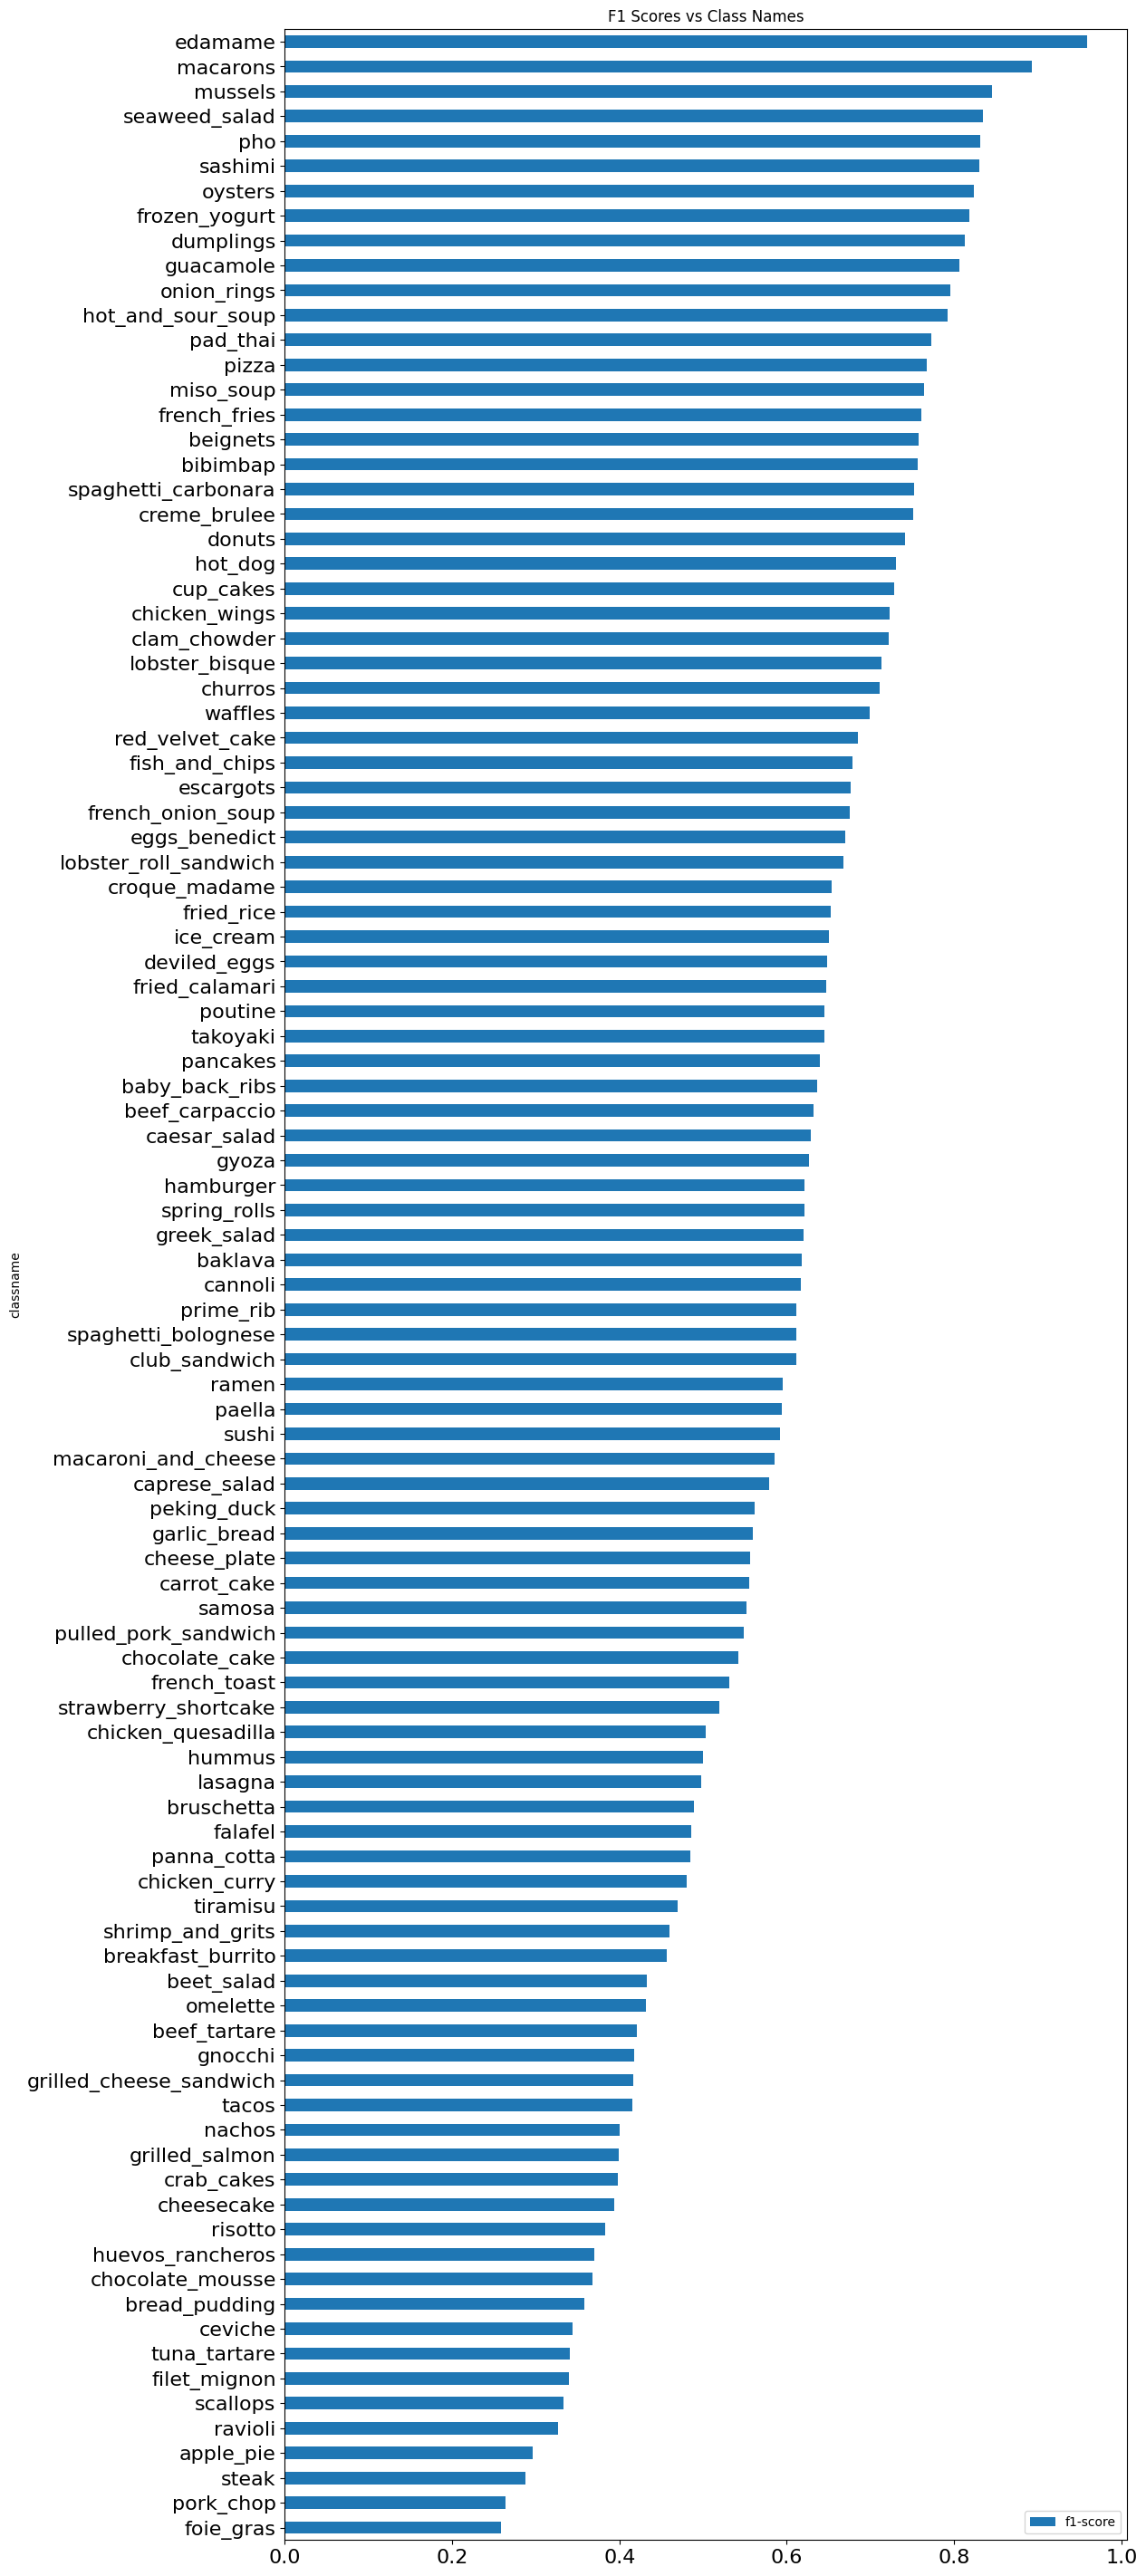 F1 Scores vs Class Names
edamame
macarons
mussels
seaweed_salad
pho
sashimi
oysters
frozen_yogurt
dumplings
guacamole
onion_rings
hot_and_sour_soup
pad_thai
pizza
miso_soup
french_fries
beignets
bibimbap
spaghetti_carbonara
creme_brulee
donuts
hot_dog
cup_cakes
chicken_wings
clam_chowder
lobster_bisque
churros
waffles
red_velvet_cake
fish_and_chips
escargots
french_onion_soup
eggs_benedict
lobster_roll_sandwich
croque_madame
fried_rice
ice_cream
deviled_eggs
fried_calamari
poutine
takoyaki
pancakes
baby_back_ribs
beef_carpaccio
caesar_salad
gyoza
hamburger
spring_rolls
greek_salad
baklava
cannoli
prime_rib
spaghetti_bolognese
club_sandwich
ramen
paella
sushi
macaroni_and_cheese
caprese_salad
peking_duck
garlic_bread
cheese_plate
carrot_cake
samosa
pulled_pork_sandwich
chocolate_cake
french_toast
strawberry_shortcake
chicken_quesadilla
hummus
lasagna
bruschetta
falafel
panna_cotta
chicken_curry
tiramisu
shrimp_and_grits
breakfast_burrito
beet_salad
omelette
beef_tartare
gnocchi
grilled_cheese_sandwich
tacos
nachos
grilled_salmon
crab_cakes
cheesecake
risotto
huevos_rancheros
chocolate_mousse
bread_pudding
ceviche
tuna_tartare
filet_mignon
scallops
ravioli
apple_pie
steak
pork_chop
foie_gras
classname
f1-score
0.0 0.2 0.4 0.6 0.8 1.0